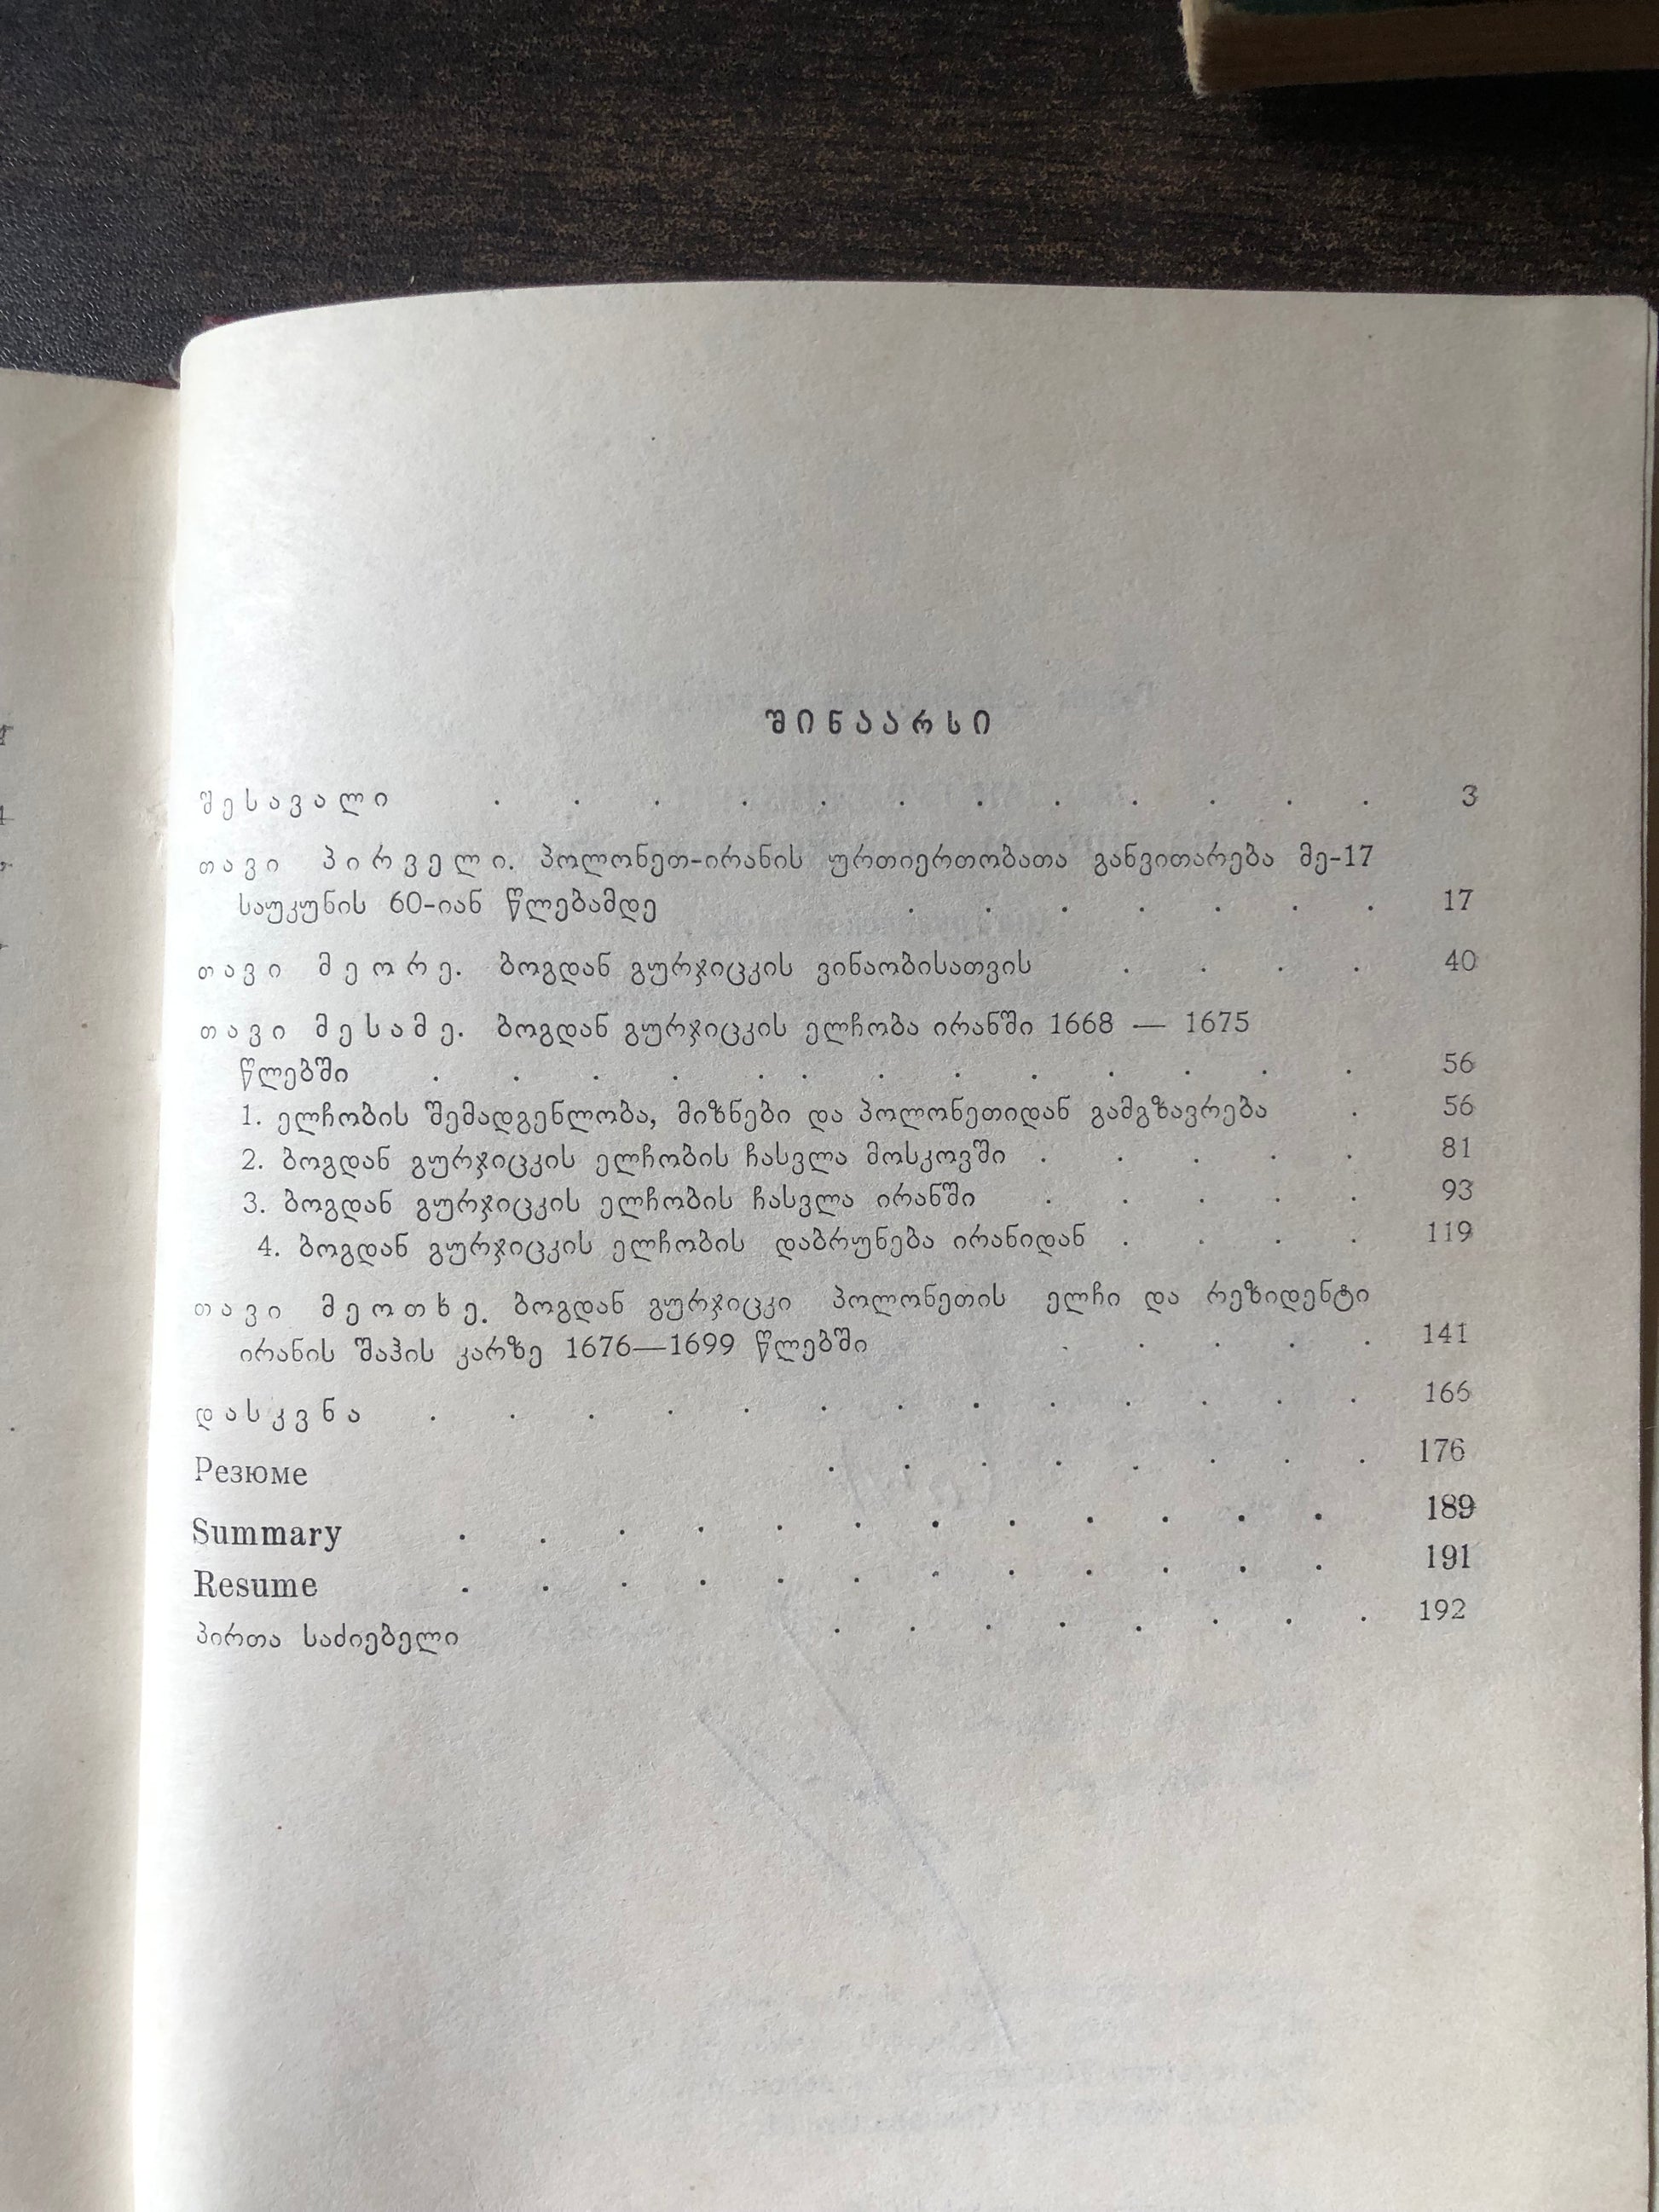 შინაარსი
შესავალი . . . . . . . . . . . . 3
თავი პირველი. პოლონეთ-ირანის ურთიერთობათა განვითარება მე-17
საუკუნის 60-იან წლებამდე . . . . . . . 17
თავი მეორე. ბოგდან გურჯიცკის ვინაობისათვის . . . . 40
თავი მესამე. ბოგდან გურჯიცკის ელჩობა ირანში 1668 — 1675
წლებში . . . . . . . . . . . . . 56
1. ელჩობის შემადგენლობა, მიზნები და პოლონეთიდან გამგზავრება . 56
2. ბოგდან გურჯიცკის ელჩობის ჩასვლა მოსკოვში . . . . . 81
3. ბოგდან გურჯიცკის ელჩობის ჩასვლა ირანში . . . . . 93
4. ბოგდან გურჯიცკის ელჩობის დაბრუნება ირანიდან . . . . 119
თავი მეოთხე. ბოგდან გურჯიცკი პოლონეთის ელჩი და რეზიდენტი
ირანის შაჰის კარზე 1676—1699 წლებში . . . . . 141
დასკვნა . . . . . . . . . . . . . 166
Резюме . . . . . . . . 176
Summary . . . . . . . . . . . . 189
Resume . . . . . . . . . . . . 191
პირთა საძიებელი . . . . . . . . 192